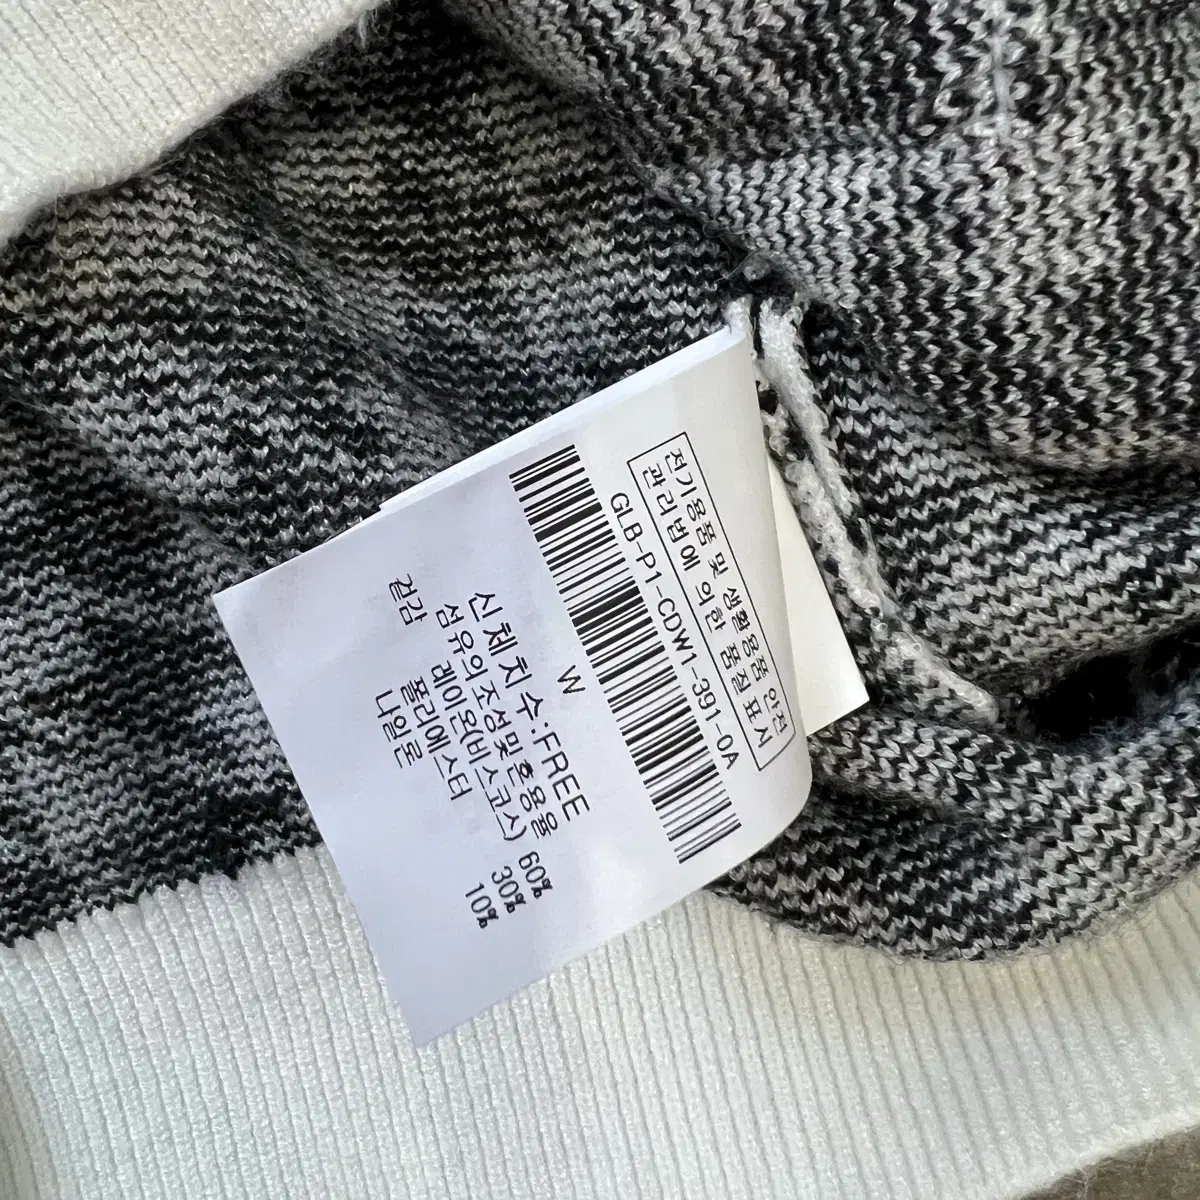 전기용품 및 생활용품 안전
관리법에 의한 품질 표시
GLB-P1-CDW1-391-0A
W
신체치수:FREE
섬유의조성및혼용율
겉감 레이온(비스코스) 60%
폴리에스터 30%
나일론 10%